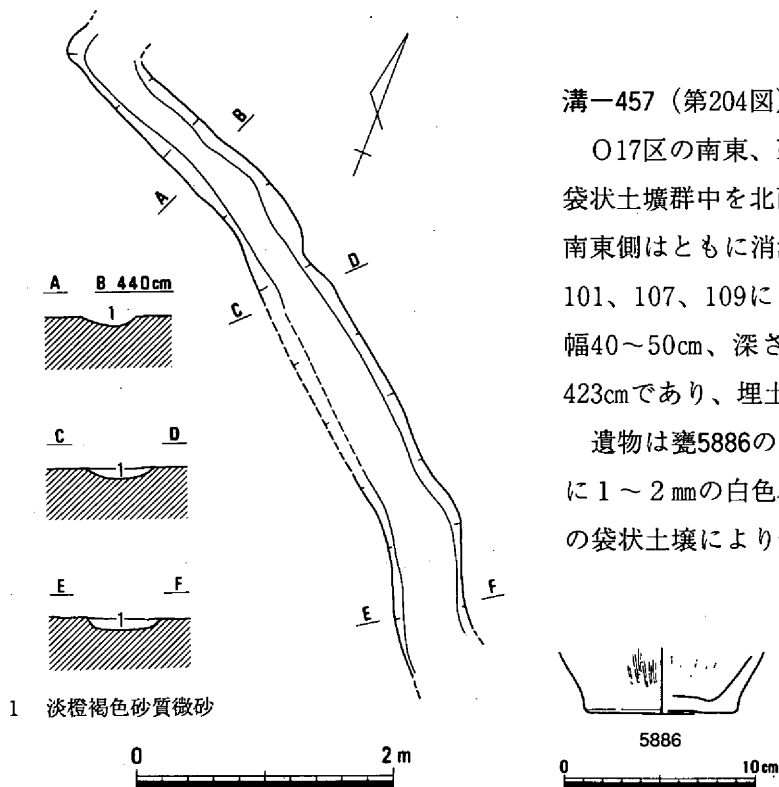 溝ー457（第204図）
O17区の南東、
袋状土壙群中を北
南東側はともに消
101、107、109に
幅40～50㎝、深さ
423㎝であり、埋土
遺物は甕5886の
に１～２㎜の白色
の袋状土壌により
A
B
C
D
E
F
A B 440cm
1
C D
1
E F
1
1 淡橙褐色砂質微砂
0 2m
5886
0 10cm